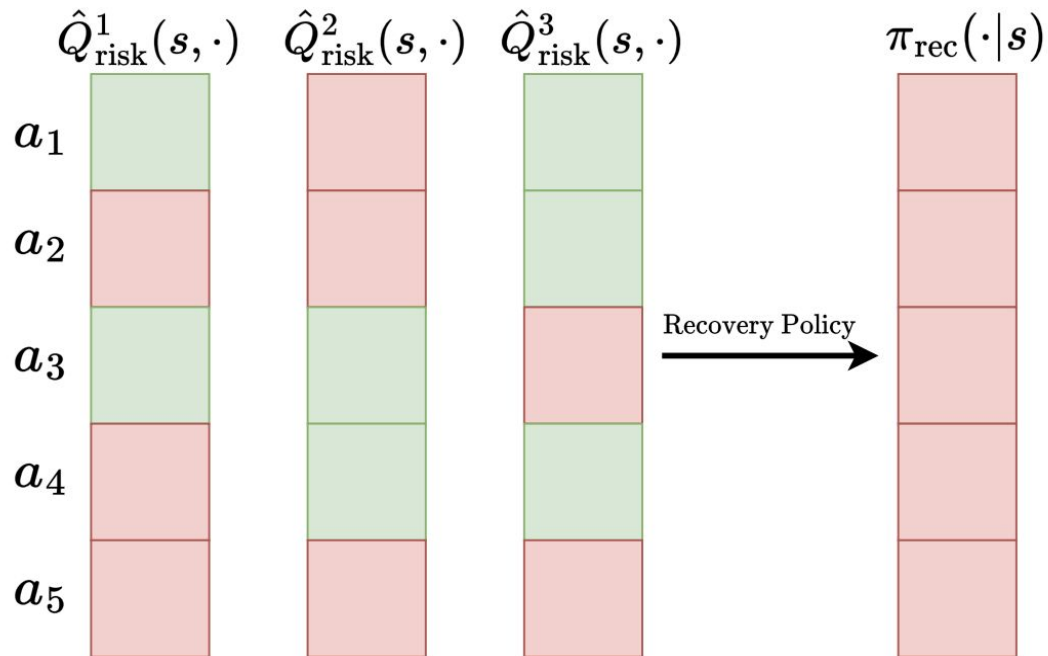 Q̂¹risk(s, ·) Q̂²risk(s, ·) Q̂³risk(s, ·) πrec(·|s)
a₁
a₂
a₃
Recovery Policy
a₄
a₅